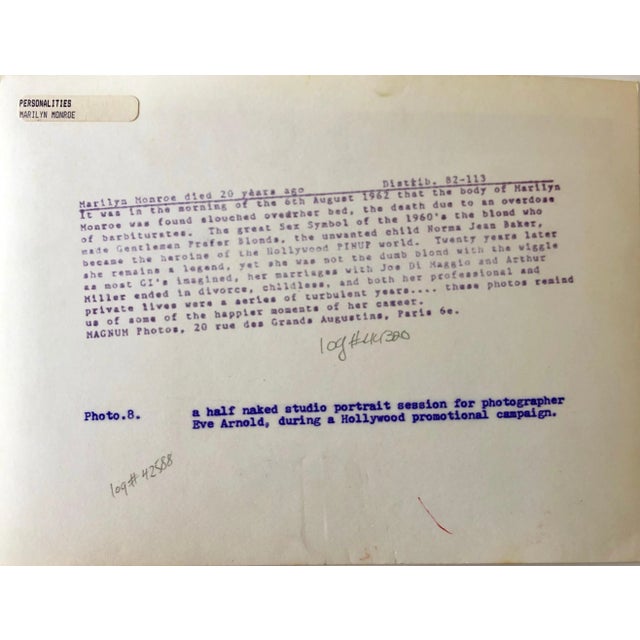 PERSONALITIES
MARILYN MONROE
Marilyn Monroe died 20 years ago Distrib. 82-113
It was in the morning of the 6th August 1962 that the body of Marilyn
Monroe was found slouched overher bed, the death due to an overdose
of barbiturates. The great Sex Symbol of the 1960's the blond who
made Gentlemen Prefer Blonds, the unwanted child Norma Jean Baker,
became the heroine of the Hollywood PINUP world. Twenty years later
she remains a legend, yet she was not the dumb blond with the wiggle
as most GI's imagined, her marriages with Joe Di Maggio and Arthur
Miller ended in divorce, childless, and both her professional and
private lives were a series of turbulent years.... these photos remind
us of some of the happier moments of her career.
MAGNUM Photos, 20 rue des Grands Augustins, Paris 6e.
log#
Photo.8. a half naked studio portrait session for photographer
Eve Arnold, during a Hollywood promotional campaign.
log#